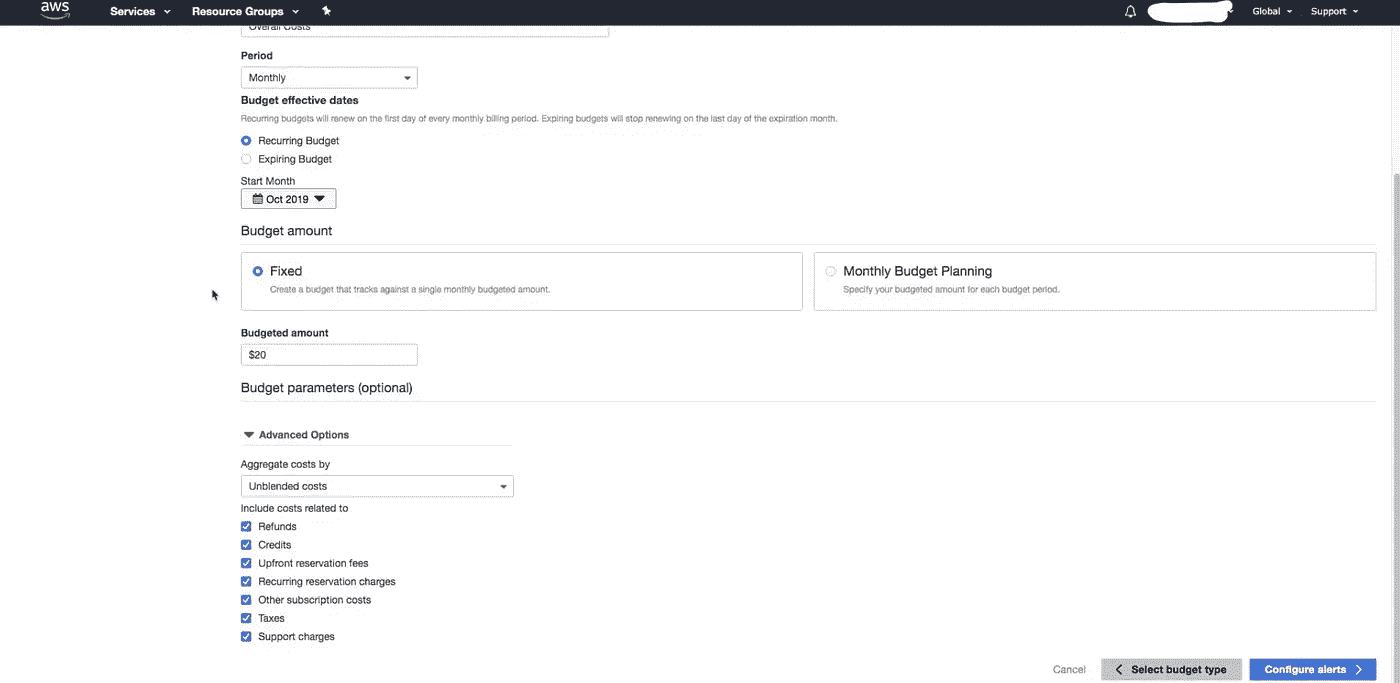 aws Services Resource Groups Global Support
Overall Costs
Period
Monthly
Budget effective dates
Recurring budgets will renew on the first day of every monthly billing period. Expiring budgets will stop renewing on the last day of the expiration month.
Recurring Budget
Expiring Budget
Start Month
Oct 2019
Budget amount
Fixed
Create a budget that tracks against a single monthly budgeted amount.
Monthly Budget Planning
Specify your budgeted amount for each budget period.
Budgeted amount
$20
Budget parameters (optional)
Advanced Options
Aggregate costs by
Unblended costs
Include costs related to
Refunds
Credits
Upfront reservation fees
Recurring reservation charges
Other subscription costs
Taxes
Support charges
Cancel Select budget type Configure alerts